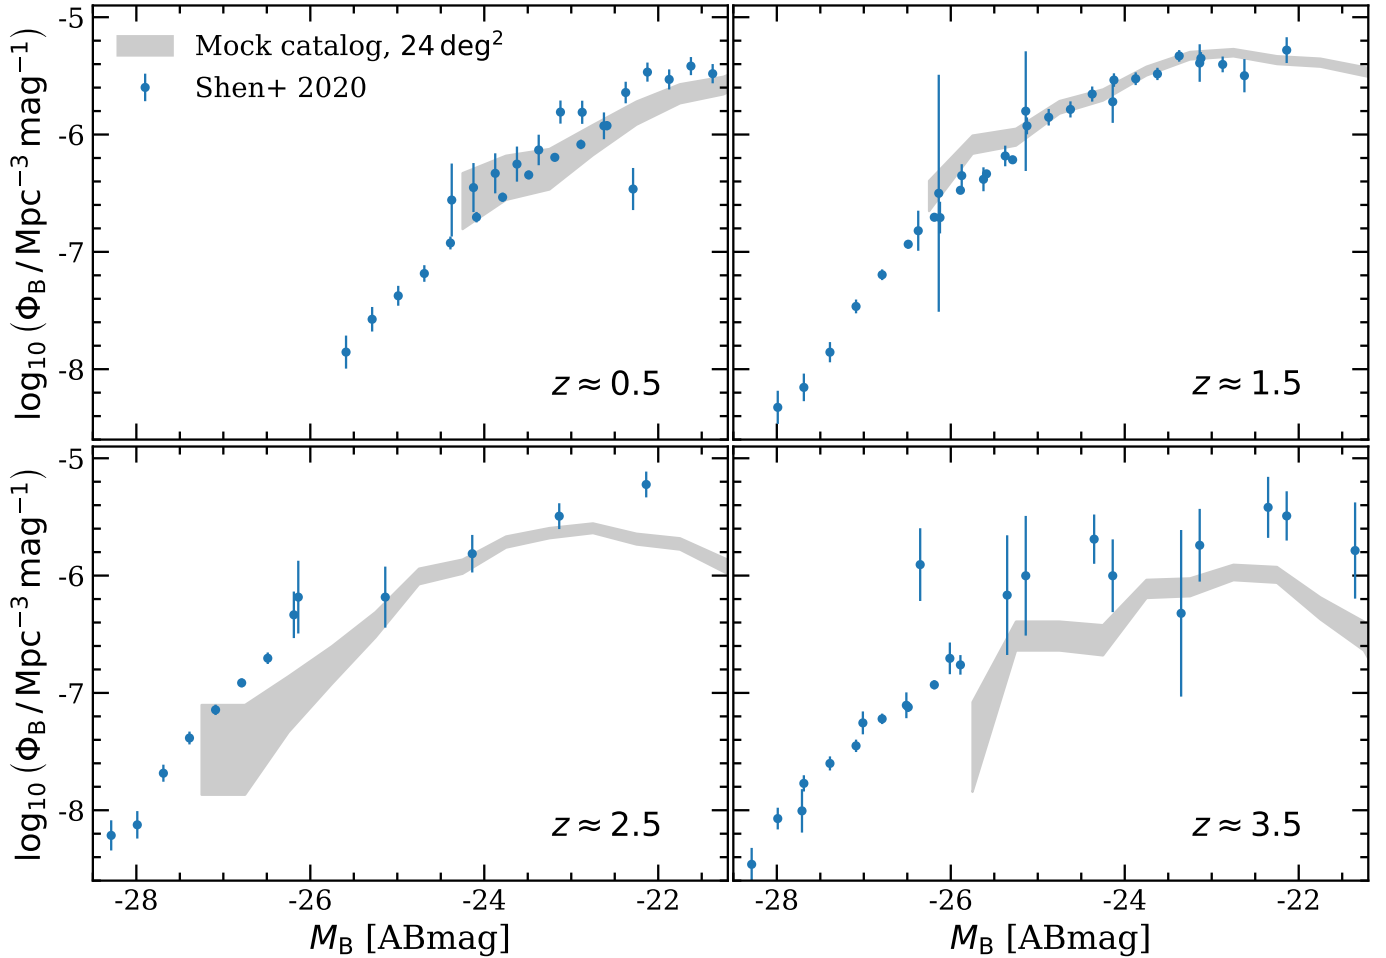 Mock catalog, 24 deg²
Shen+ 2020
log₁₀ (Φ_B / Mpc⁻³ mag⁻¹)
-5
-6
-7
-8
z ≈ 0.5
z ≈ 1.5
log₁₀ (Φ_B / Mpc⁻³ mag⁻¹)
-5
-6
-7
-8
z ≈ 2.5
z ≈ 3.5
-28 -26 -24 -22
-28 -26 -24 -22
M_B [ABmag]
M_B [ABmag]